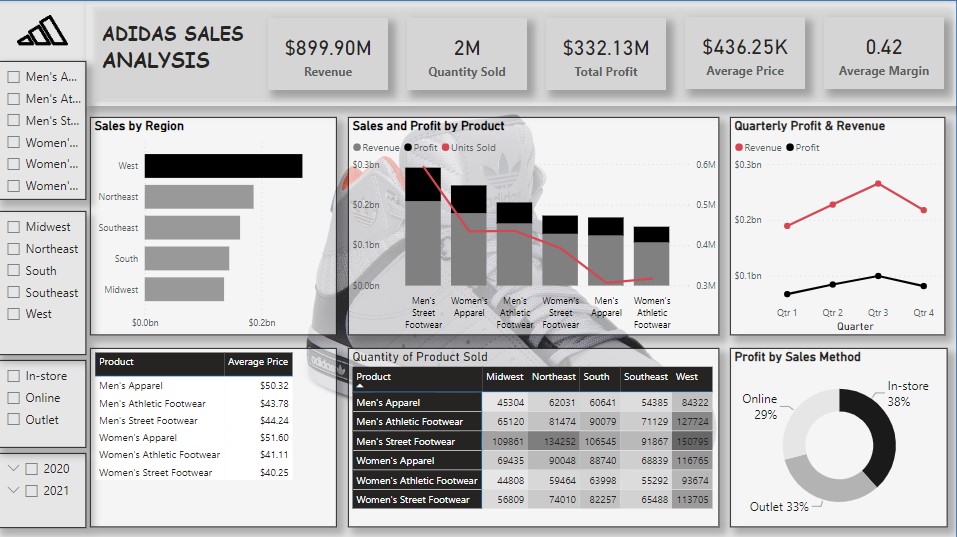 ADIDAS SALES
ANALYSIS
$899.90M
Revenue
2M
Quantity Sold
$332.13M
Total Profit
$436.25K
Average Price
0.42
Average Margin
Men's A...
Men's At...
Men's St...
Women'...
Women'...
Women'...
Midwest
Northeast
South
Southeast
West
In-store
Online
Outlet
2020
2021
Sales by Region
West
Northeast
Southeast
South
Midwest
$0.0bn $0.2bn
Sales and Profit by Product
Revenue Profit Units Sold
$0.3bn 0.6M
$0.2bn 0.5M
$0.1bn 0.4M
$0.0bn 0.3M
Men's Street Footwear
Women's Apparel
Men's Athletic Footwear
Women's Street Footwear
Men's Apparel
Women's Athletic Footwear
Quarterly Profit & Revenue
Revenue Profit
$0.3bn
$0.2bn
$0.1bn
Qtr 1 Qtr 2 Qtr 3 Qtr 4
Quarter
Product Average Price
Men's Apparel $50.32
Men's Athletic Footwear $43.78
Men's Street Footwear $44.24
Women's Apparel $51.60
Women's Athletic Footwear $41.11
Women's Street Footwear $40.25
Quantity of Product Sold
Product Midwest Northeast South Southeast West
Men's Apparel 45304 62031 60641 54385 84322
Men's Athletic Footwear 65120 81474 90079 71129 127724
Men's Street Footwear 109861 134252 106545 91867 150795
Women's Apparel 69435 90048 88740 68839 116765
Women's Athletic Footwear 44808 59464 63998 55292 93674
Women's Street Footwear 56809 74010 82257 65488 113705
Profit by Sales Method
In-store
38%
Online
29%
Outlet 33%
adidas